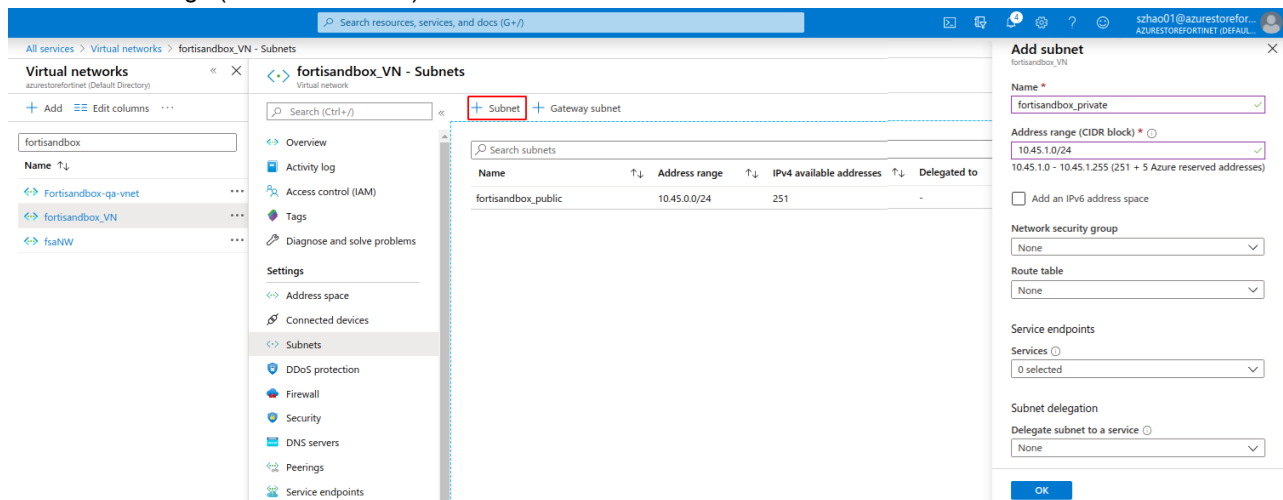 Search resources, services, and docs (G+/)
4
szhao01@azurestorefor...
AZURESTOREFORTINET (DEFAUL...
All services > Virtual networks > fortisandbox_VN - Subnets
Virtual networks
azurestorefortinet (Default Directory)
+ Add
Edit columns
...
fortisandbox
Name ↑↓
Fortisandbox-qa-vnet
fortisandbox_VN
fsaNW
fortisandbox_VN - Subnets
Virtual network
Search (Ctrl+/)
Overview
Activity log
Access control (IAM)
Tags
Diagnose and solve problems
Settings
Address space
Connected devices
Subnets
DDoS protection
Firewall
Security
DNS servers
Peerings
Service endpoints
+ Subnet + Gateway subnet
Search subnets
Name ↑↓ Address range ↑↓ IPv4 available addresses ↑↓ Delegated to
fortisandbox_public 10.45.0.0/24 251 -
Add subnet
fortisandbox_VN
Name *
fortisandbox_private
Address range (CIDR block) *
10.45.1.0/24
10.45.1.0 - 10.45.1.255 (251 + 5 Azure reserved addresses)
Add an IPv6 address space
Network security group
None
Route table
None
Service endpoints
Services
0 selected
Subnet delegation
Delegate subnet to a service
None
OK